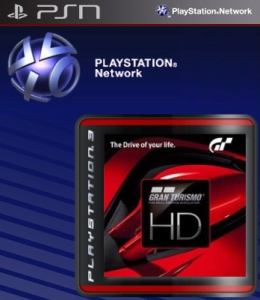 PSN
PlayStation®Network
PLAYSTATION®
Network
PLAYSTATION 3
The Drive of your life.
GT
GRAN TURISMO
HD